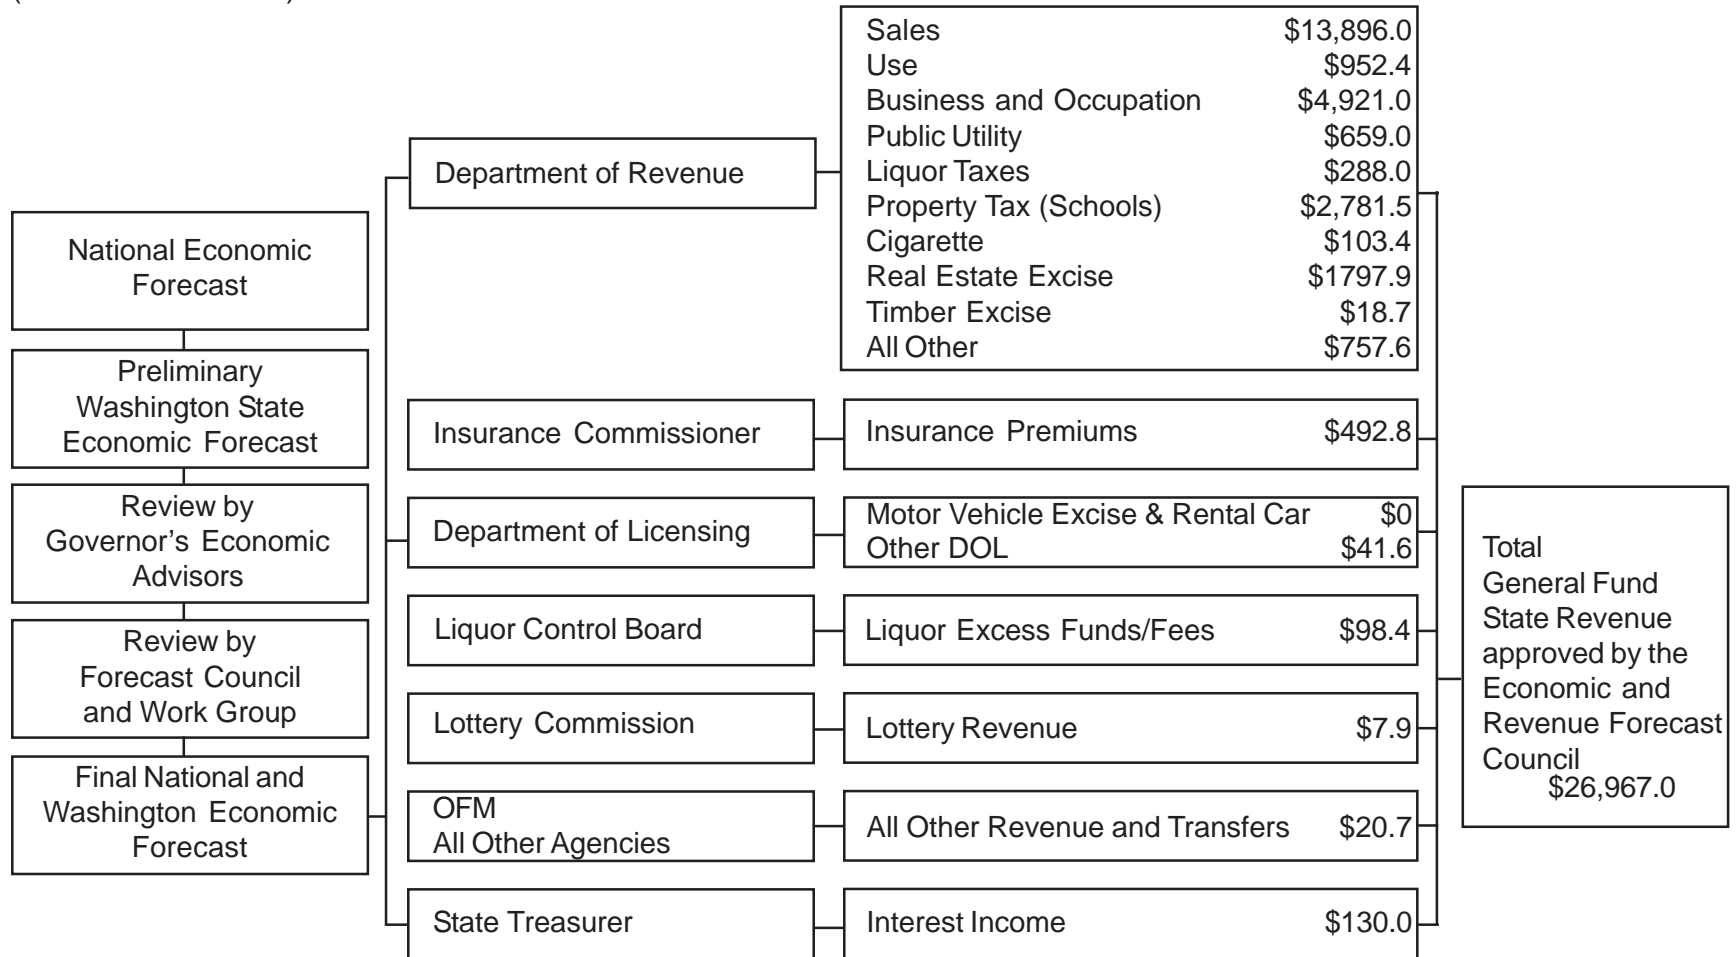 National Economic
Forecast
Preliminary
Washington State
Economic Forecast
Review by
Governor’s Economic
Advisors
Review by
Forecast Council
and Work Group
Final National and
Washington Economic
Forecast
Department of Revenue
Sales $13,896.0
Use $952.4
Business and Occupation $4,921.0
Public Utility $659.0
Liquor Taxes $288.0
Property Tax (Schools) $2,781.5
Cigarette $103.4
Real Estate Excise $1797.9
Timber Excise $18.7
All Other $757.6
Insurance Commissioner
Insurance Premiums $492.8
Department of Licensing
Motor Vehicle Excise & Rental Car $0
Other DOL $41.6
Liquor Control Board
Liquor Excess Funds/Fees $98.4
Lottery Commission
Lottery Revenue $7.9
OFM
All Other Agencies
All Other Revenue and Transfers $20.7
State Treasurer
Interest Income $130.0
Total
General Fund
State Revenue
approved by the
Economic and
Revenue Forecast
Council
$26,967.0